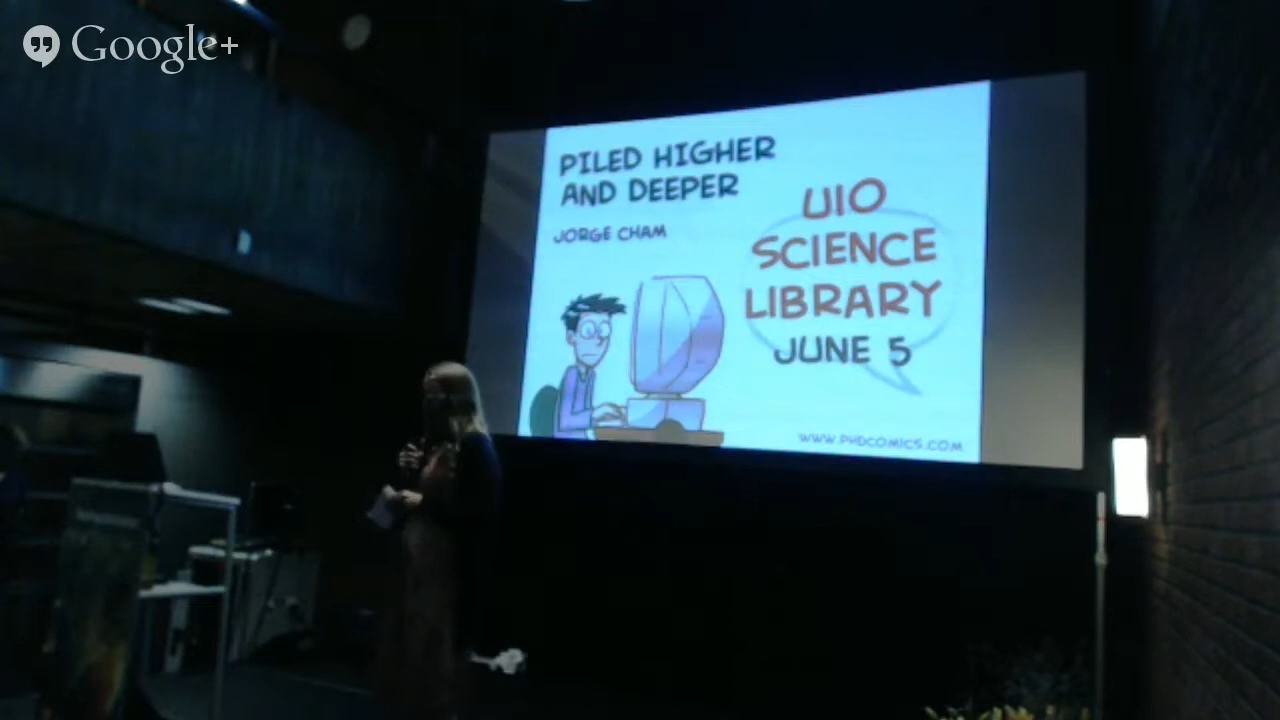 Google+
PILED HIGHER
AND DEEPER
JORGE CHAM
UIO
SCIENCE
LIBRARY
JUNE 5
WWW.PHDCOMICS.COM